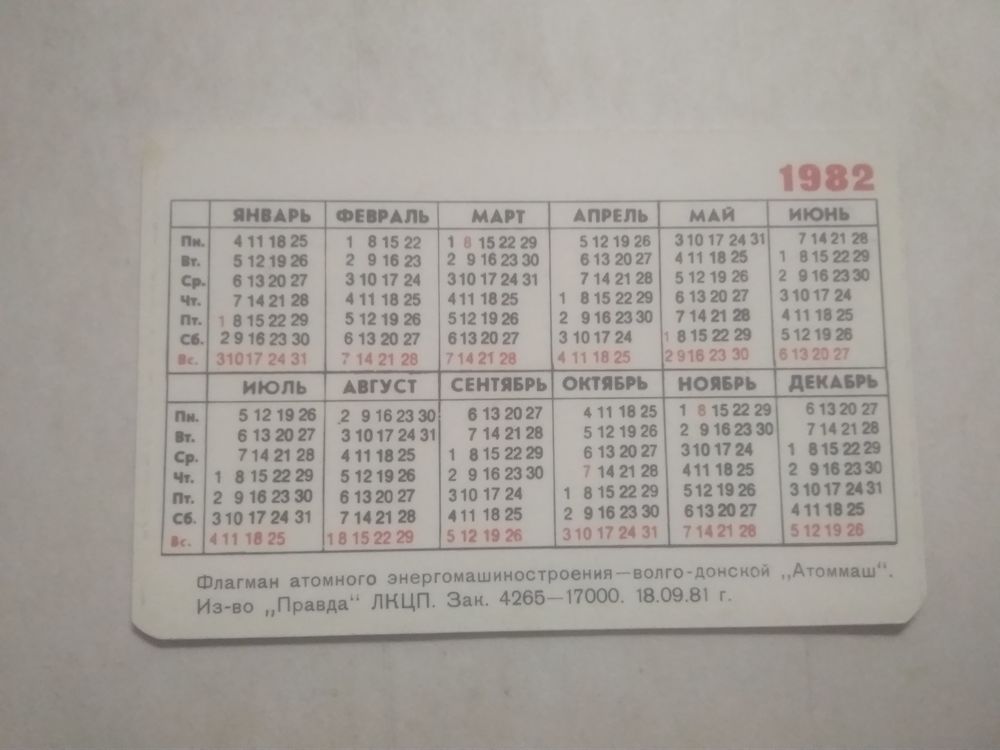 1982
ЯНВАРЬ ФЕВРАЛЬ МАРТ АПРЕЛЬ МАЙ ИЮНЬ
Пн. 4 11 18 25 1 8 15 22 1 8 15 22 29 5 12 19 26 3 10 17 24 31 7 14 21 28
Вт. 5 12 19 26 2 9 16 23 2 9 16 23 30 6 13 20 27 4 11 18 25 1 8 15 22 29
Ср. 6 13 20 27 3 10 17 24 3 10 17 24 31 7 14 21 28 5 12 19 26 2 9 16 23 30
Чт. 7 14 21 28 4 11 18 25 4 11 18 25 1 8 15 22 29 6 13 20 27 3 10 17 24
Пт. 1 8 15 22 29 5 12 19 26 5 12 19 26 2 9 16 23 30 7 14 21 28 4 11 18 25
Сб. 2 9 16 23 30 6 13 20 27 6 13 20 27 3 10 17 24 1 8 15 22 29 5 12 19 26
Вс. 3 10 17 24 31 7 14 21 28 7 14 21 28 4 11 18 25 2 9 16 23 30 6 13 20 27
ИЮЛЬ АВГУСТ СЕНТЯБРЬ ОКТЯБРЬ НОЯБРЬ ДЕКАБРЬ
Пн. 5 12 19 26 2 9 16 23 30 6 13 20 27 4 11 18 25 1 8 15 22 29 6 13 20 27
Вт. 6 13 20 27 3 10 17 24 31 7 14 21 28 5 12 19 26 2 9 16 23 30 7 14 21 28
Ср. 7 14 21 28 4 11 18 25 1 8 15 22 29 6 13 20 27 3 10 17 24 1 8 15 22 29
Чт. 1 8 15 22 29 5 12 19 26 2 9 16 23 30 7 14 21 28 4 11 18 25 2 9 16 23 30
Пт. 2 9 16 23 30 6 13 20 27 3 10 17 24 1 8 15 22 29 5 12 19 26 3 10 17 24 31
Сб. 3 10 17 24 31 7 14 21 28 4 11 18 25 2 9 16 23 30 6 13 20 27 4 11 18 25
Вс. 4 11 18 25 1 8 15 22 29 5 12 19 26 3 10 17 24 31 7 14 21 28 5 12 19 26
Флагман атомного энергомашиностроения—волго-донской „Атоммаш“.
Из-во „Правда“ ЛКЦП. Зак. 4265—17000. 18.09.81 г.